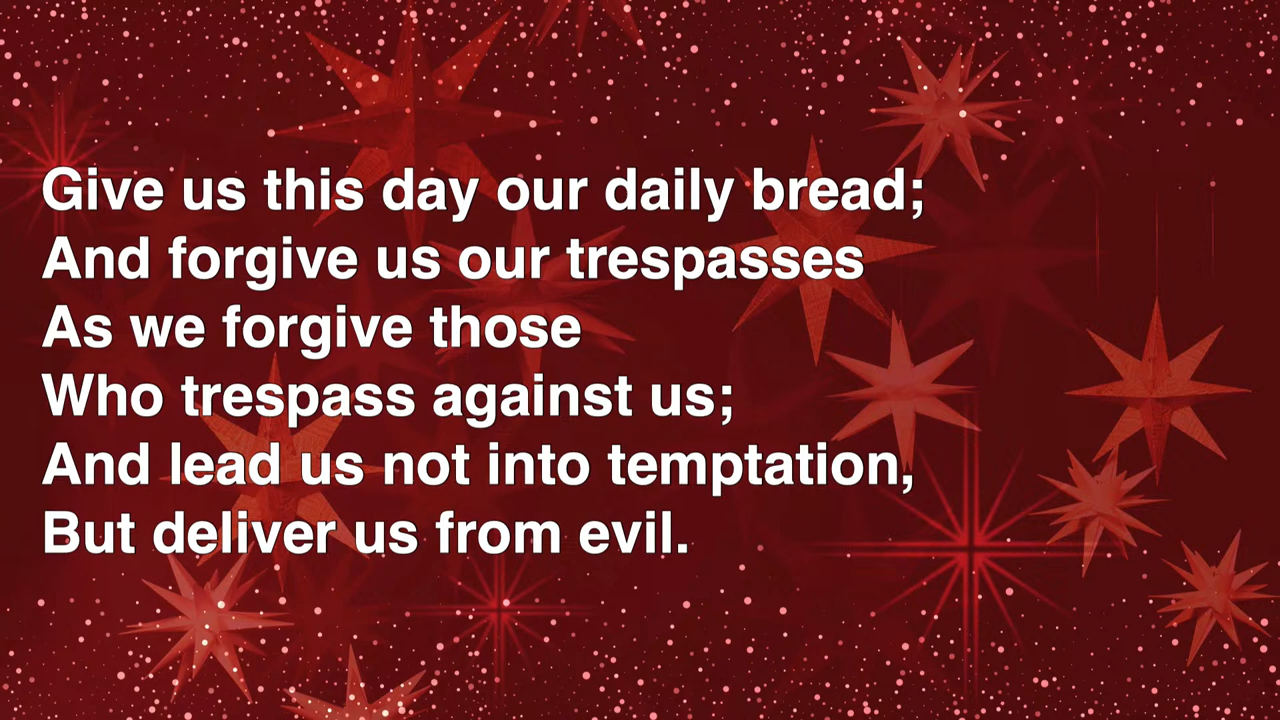 Give us this day our daily bread;
And forgive us our trespasses
As we forgive those
Who trespass against us;
And lead us not into temptation,
But deliver us from evil.